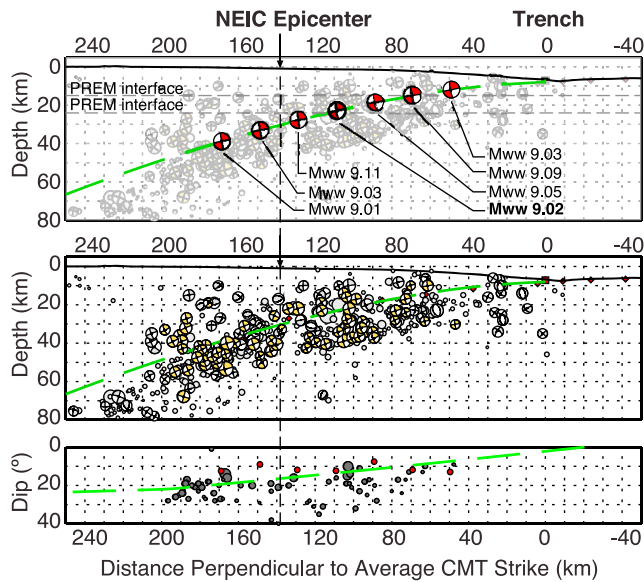 NEIC Epicenter Trench
240 200 160 120 80 40 0 -40
0
PREM interface
PREM interface
20
40
60
80
Depth (km)
Mww 9.11
Mww 9.03
Mww 9.01
Mww 9.03
Mww 9.09
Mww 9.05
Mww 9.02
240 200 160 120 80 40 0 -40
0
20
40
60
80
Depth (km)
0
20
40
Dip (º)
240 200 160 120 80 40 0 -40
Distance Perpendicular to Average CMT Strike (km)